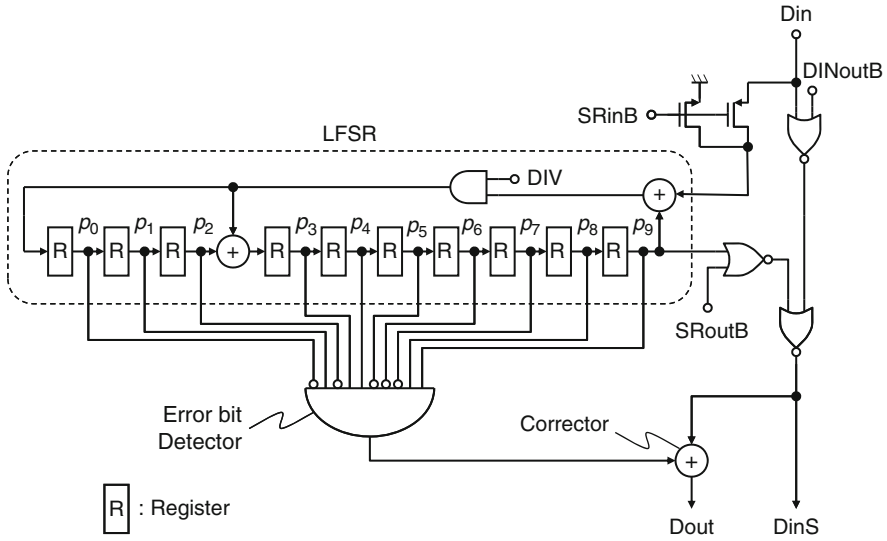 Din
DINoutB
SRinB
LFSR
DIV
p0 p1 p2 p3 p4 p5 p6 p7 p8 p9
R R R R R R R R R R
SRoutB
Error bit
Detector
Corrector
R : Register
Dout
DinS